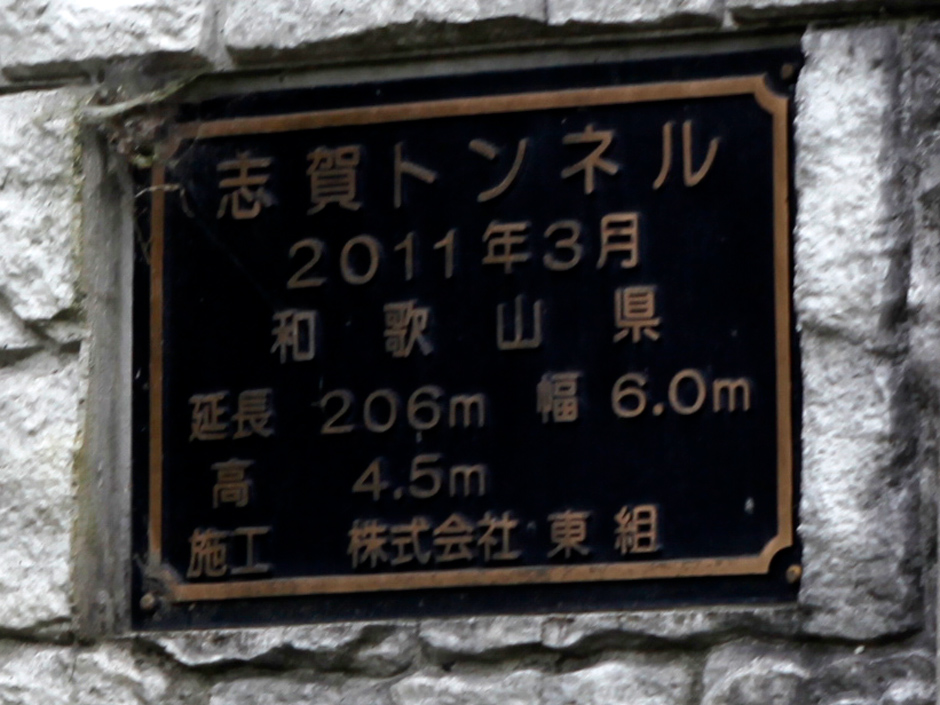 志賀トンネル
2011年3月
和歌山県
延長 206m 幅 6.0m
高 4.5m
施工 株式会社 東組